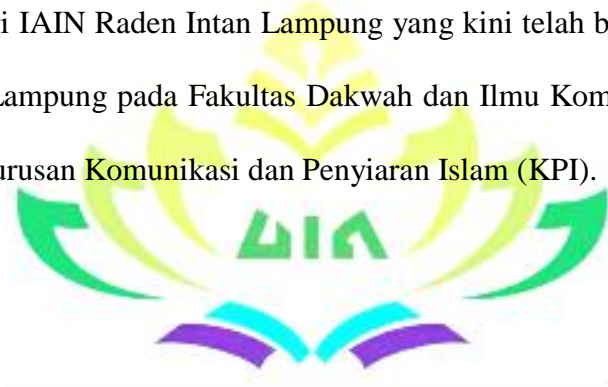 i IAIN Raden Intan Lampung yang kini telah b
Lampung pada Fakultas Dakwah dan Ilmu Kom
urusan Komunikasi dan Penyiaran Islam (KPI).
UIN